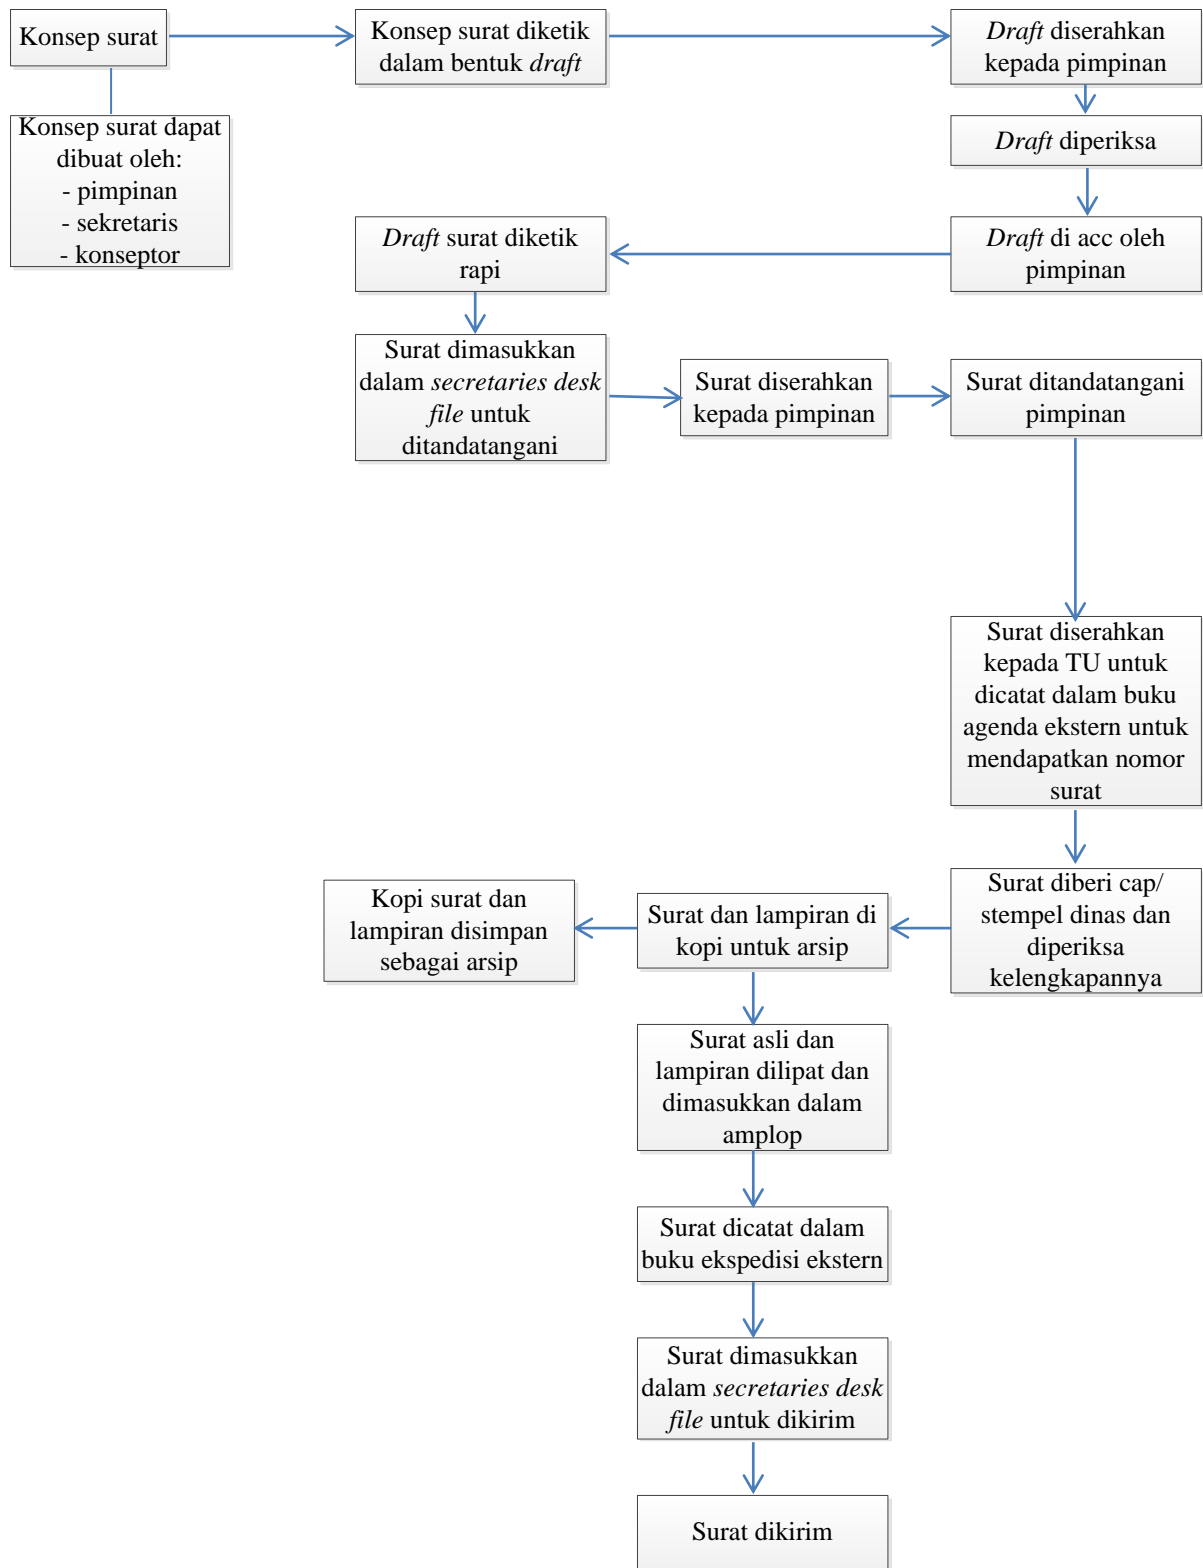 Konsep surat
Konsep surat diketik
dalam bentuk draft
Draft diserahkan
kepada pimpinan
Konsep surat dapat
dibuat oleh:
- pimpinan
- sekretaris
- konseptor
Draft diperiksa
Draft di acc oleh
pimpinan
Draft surat diketik
rapi
Surat dimasukkan
dalam secretaries desk
file untuk
ditandatangani
Surat diserahkan
kepada pimpinan
Surat ditandatangani
pimpinan
Surat diserahkan
kepada TU untuk
dicatat dalam buku
agenda ekstern untuk
mendapatkan nomor
surat
Surat diberi cap/
stempel dinas dan
diperiksa
kelengkapannya
Surat dan lampiran di
kopi untuk arsip
Kopi surat dan
lampiran disimpan
sebagai arsip
Surat asli dan
lampiran dilipat dan
dimasukkan dalam
amplop
Surat dicatat dalam
buku ekspedisi ekstern
Surat dimasukkan
dalam secretaries desk
file untuk dikirim
Surat dikirim